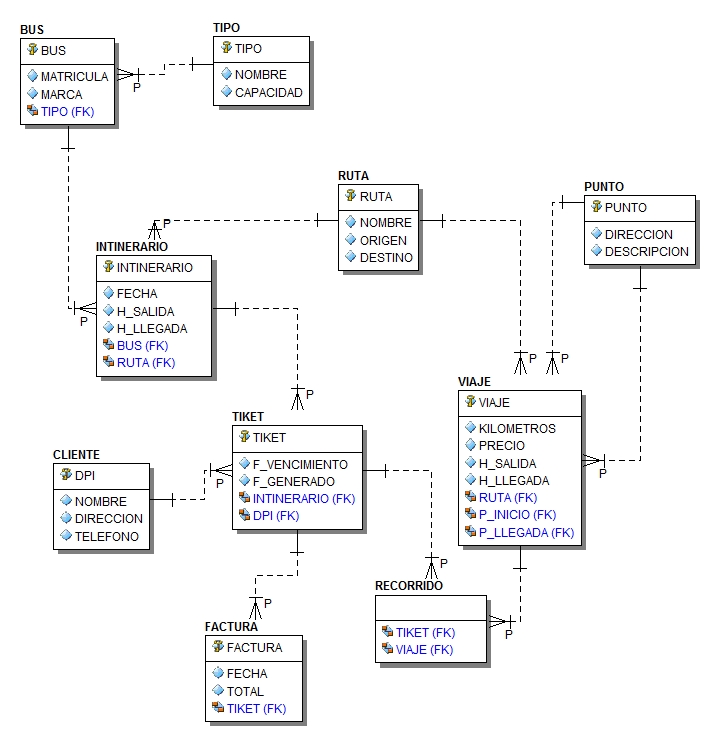 BUS
BUS
MATRICULA
MARCA
TIPO (FK)
P
TIPO
TIPO
NOMBRE
CAPACIDAD
RUTA
RUTA
NOMBRE
ORIGEN
DESTINO
PUNTO
PUNTO
DIRECCION
DESCRIPCION
P
INTINERARIO
INTINERARIO
FECHA
H_SALIDA
H_LLEGADA
BUS (FK)
RUTA (FK)
P
P
P
P
VIAJE
VIAJE
KILOMETROS
PRECIO
H_SALIDA
H_LLEGADA
RUTA (FK)
P_INICIO (FK)
P_LLEGADA (FK)
P
P
TIKET
TIKET
F_VENCIMIENTO
F_GENERADO
INTINERARIO (FK)
DPI (FK)
CLIENTE
DPI
NOMBRE
DIRECCION
TELEFONO
P
P
RECORRIDO
TIKET (FK)
VIAJE (FK)
P
P
FACTURA
FACTURA
FECHA
TOTAL
TIKET (FK)